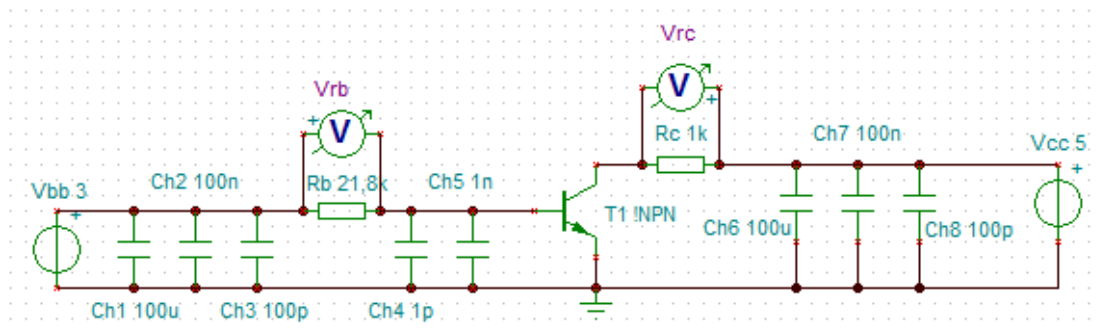 Vrc
Vrb
+
V
V
+
Rc 1k
Ch7 100n
Vcc 5
+
Vbb 3
+
Ch2 100n
Rb 21,8k
Ch5 1n
T1 !NPN
Ch6 100u
Ch8 100p
Ch1 100u
Ch3 100p
Ch4 1p